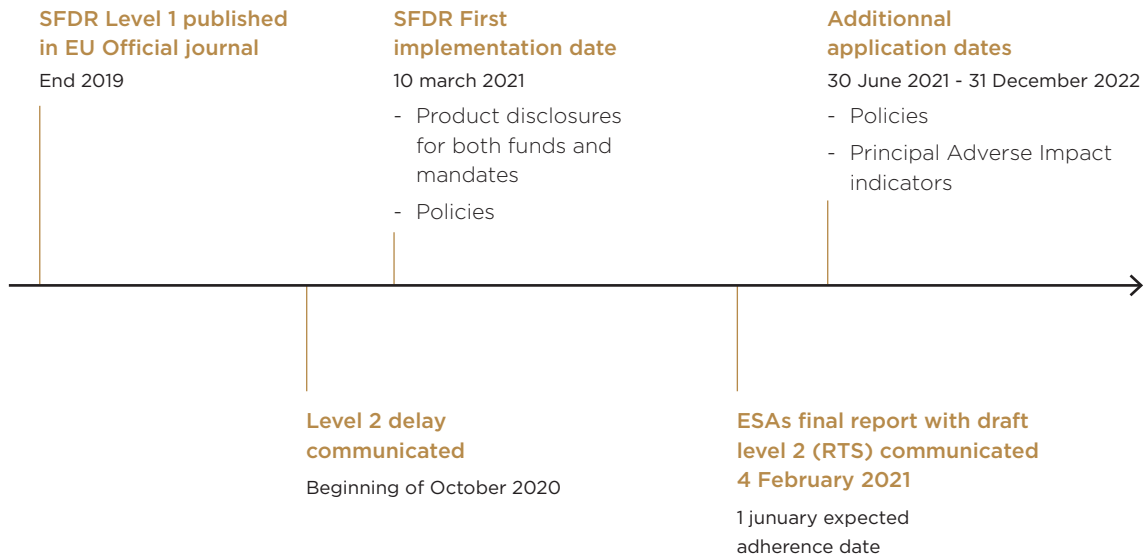 SFDR Level 1 published
in EU Official journal
End 2019
SFDR First
implementation date
10 march 2021
- Product disclosures
for both funds and
mandates
- Policies
Additionnal
application dates
30 June 2021 - 31 December 2022
- Policies
- Principal Adverse Impact
indicators
Level 2 delay
communicated
Beginning of October 2020
ESAs final report with draft
level 2 (RTS) communicated
4 February 2021
1 junuary expected
adherence date